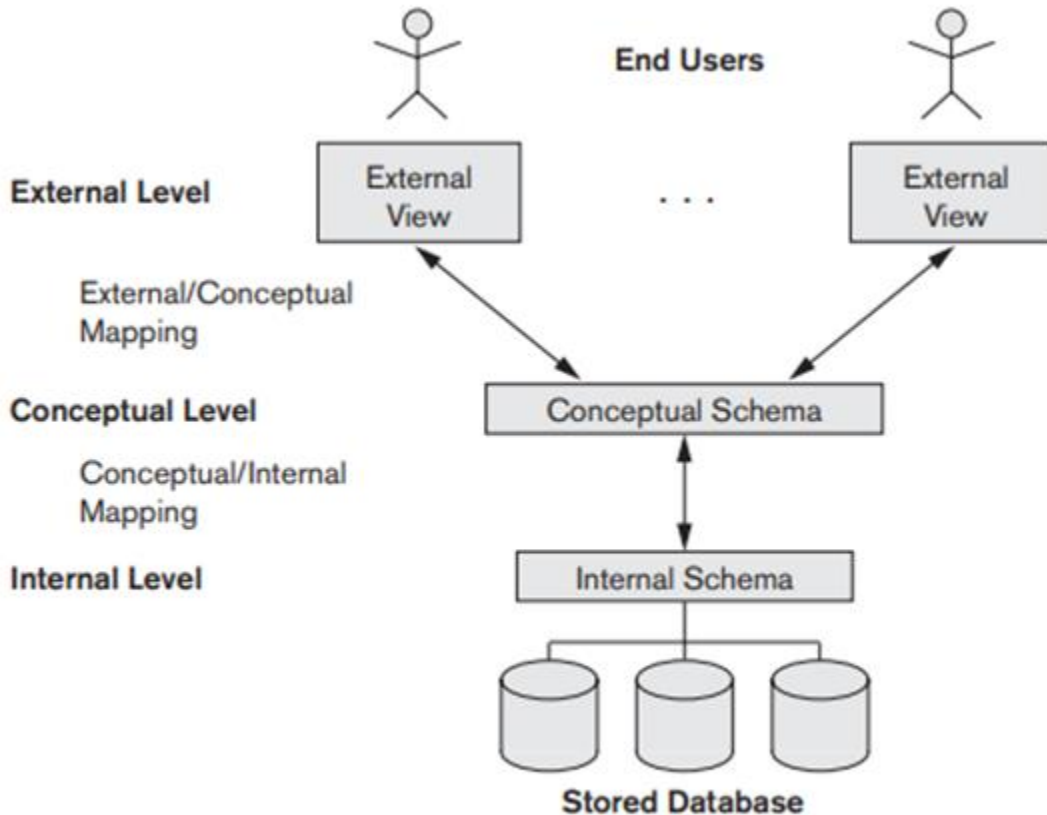 End Users
External Level
External
View
. . .
External
View
External/Conceptual
Mapping
Conceptual Level
Conceptual Schema
Conceptual/Internal
Mapping
Internal Level
Internal Schema
Stored Database